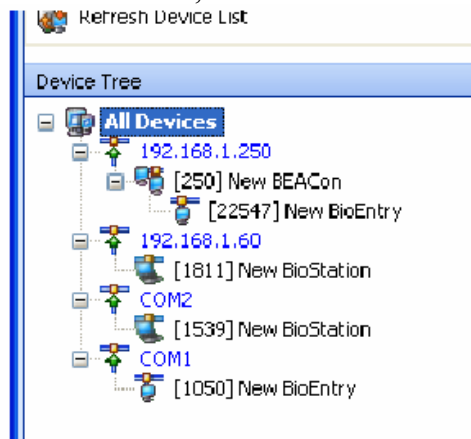 Refresh Device List
Device Tree
All Devices
192.168.1.250
[250] New BEACon
[22547] New BioEntry
192.168.1.60
[1811] New BioStation
COM2
[1539] New BioStation
COM1
[1050] New BioEntry